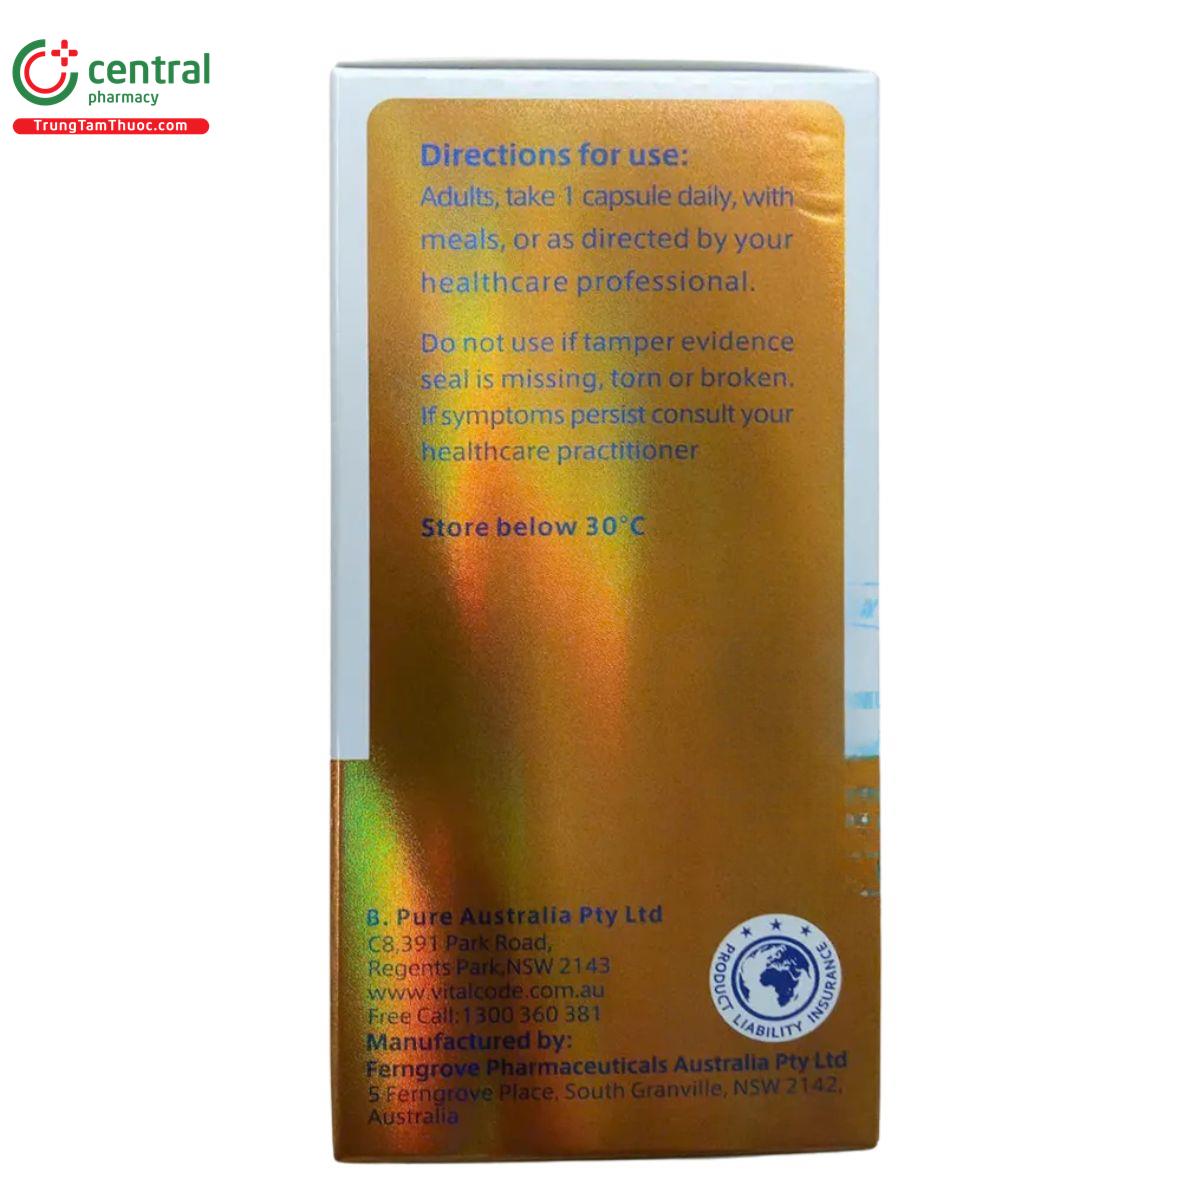 central
pharmacy
TrungTamThuoc.com
Directions for use:
Adults, take 1 capsule daily, with
meals, or as directed by your
healthcare professional.
Do not use if tamper evidence
seal is missing, torn or broken.
If symptoms persist consult your
healthcare practitioner
Store below 30°C
B. Pure Australia Pty Ltd
C8,391 Park Road,
Regents Park,NSW 2143
www.vitalcode.com.au
Free Call:1300 360 381
Manufactured by:
Ferngrove Pharmaceuticals Australia Pty Ltd
5 Ferngrove Place, South Granville, NSW 2142,
Australia
PRODUCT LIABILITY INSURANCE